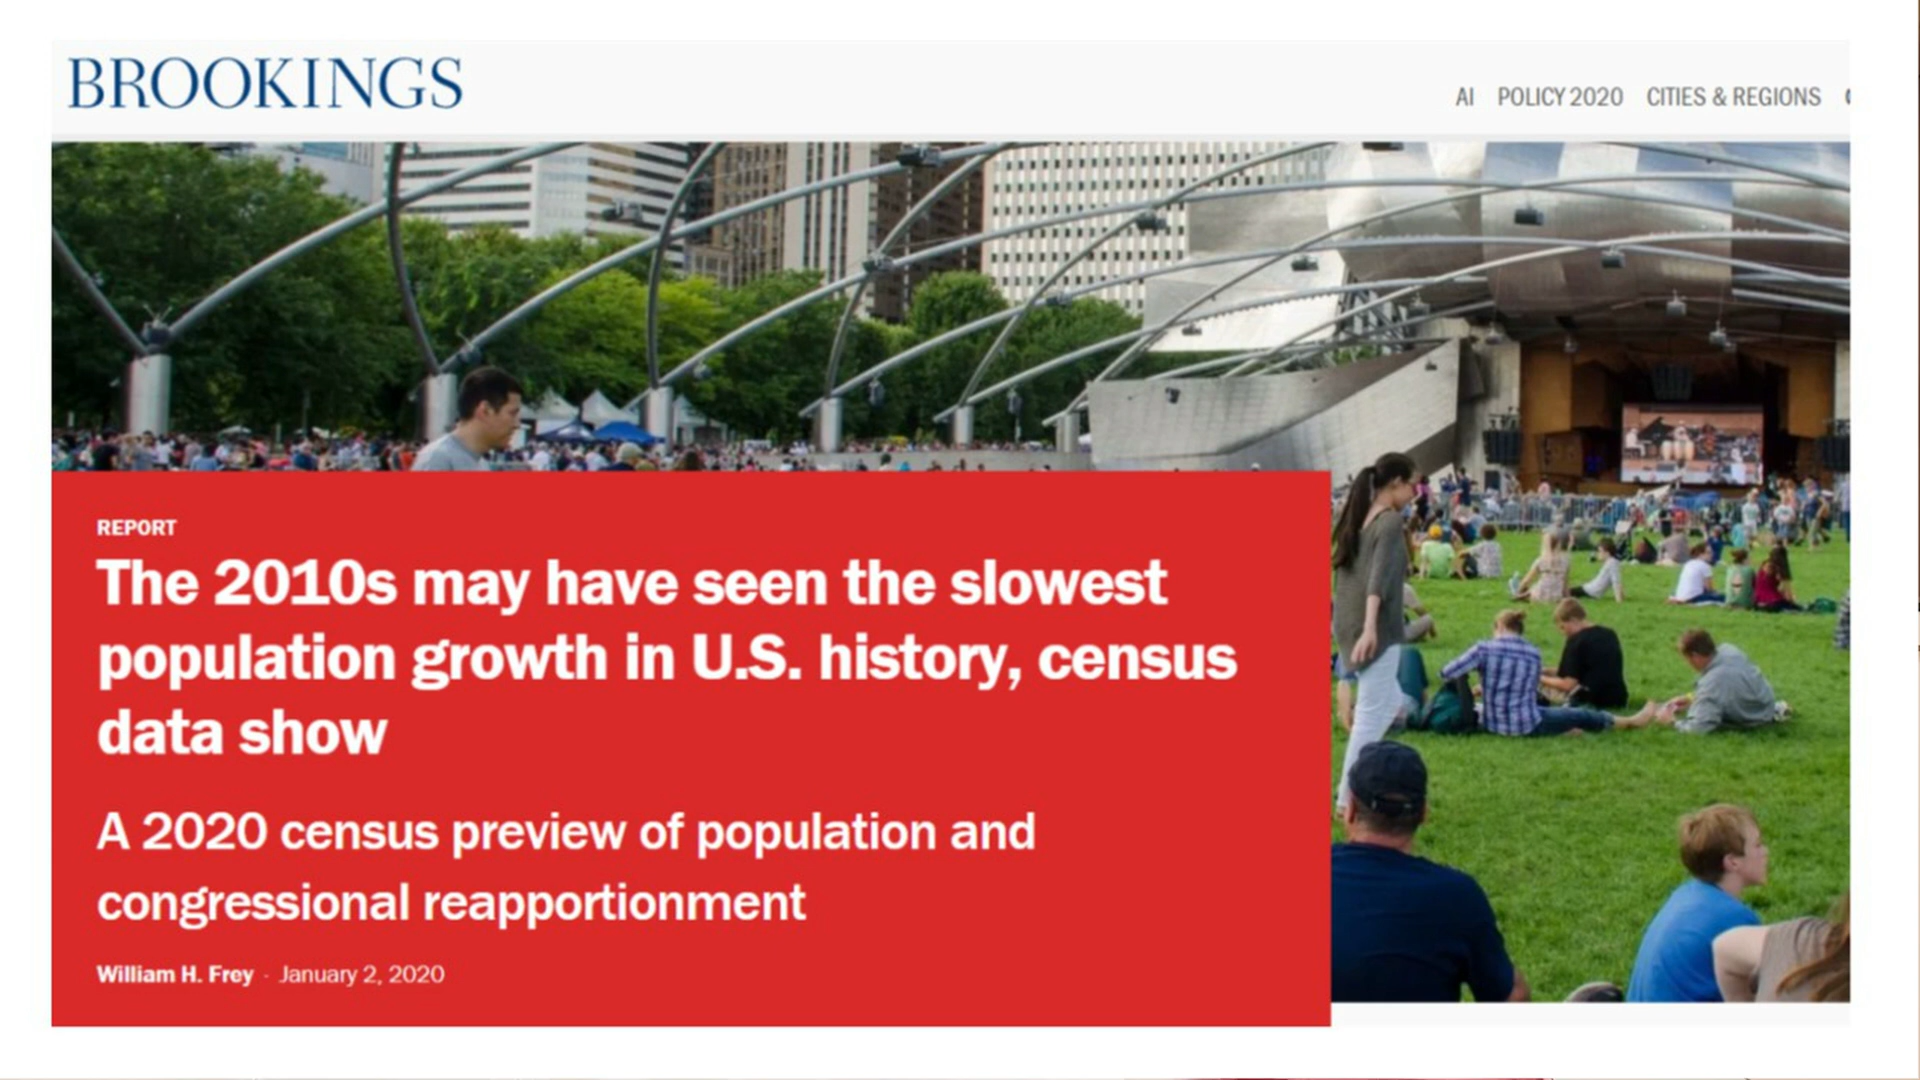 BROOKINGS
AI POLICY 2020 CITIES & REGIONS
REPORT
The 2010s may have seen the slowest
population growth in U.S. history, census
data show
A 2020 census preview of population and
congressional reapportionment
William H. Frey · January 2, 2020